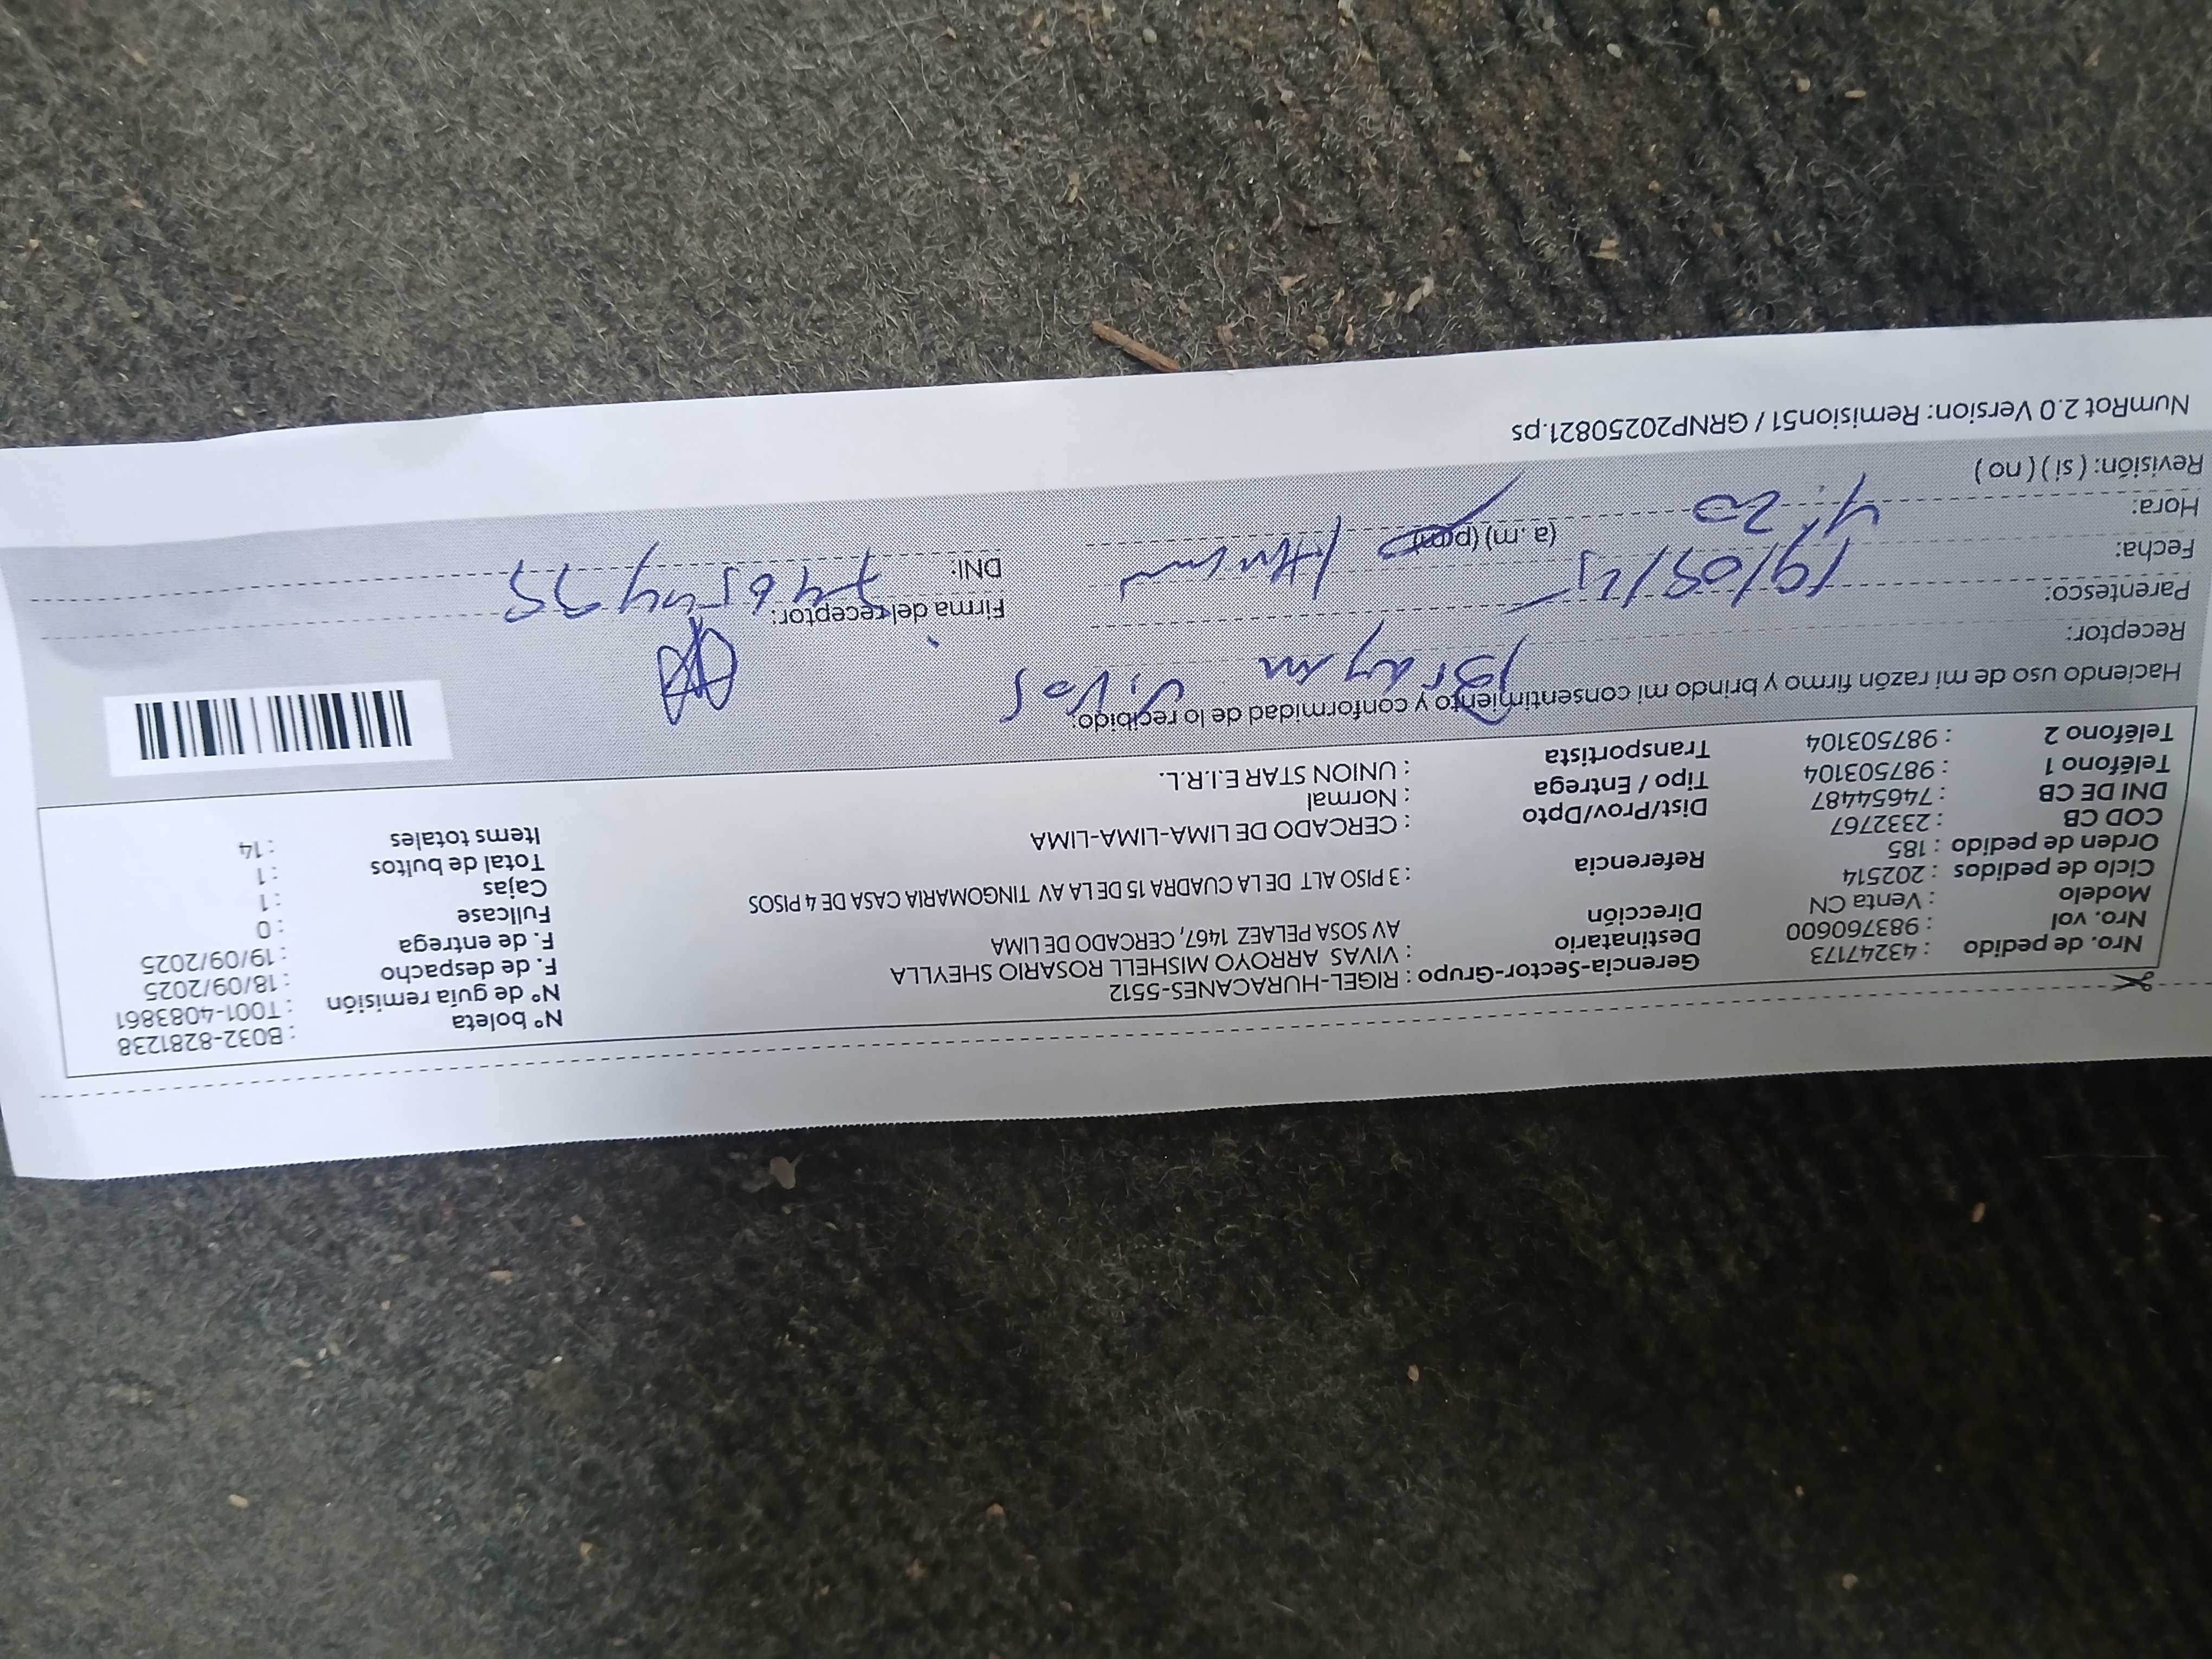 Nro. de pedido : 43247173
Nro. vol : 983760600
Modelo : Venta CN
Ciclo de pedidos : 202514
Orden de pedido : 185
COD CB : 2332767
DNI DE CB : 74654487
Teléfono 1 : 987503104
Teléfono 2 : 987503104
Gerencia-Sector-Grupo : RIGEL-HURACANES-5512
Destinatario : VIVAS ARROYO MISHELL ROSARIO SHEYLLA
Dirección AV SOSA PELAEZ 1467, CERCADO DE LIMA
Referencia : 3 PISO ALT DE LA CUADRA 15 DE LA AV TINGOMARIA CASA DE 4 PISOS
Dist/Prov/Dpto : CERCADO DE LIMA-LIMA-LIMA
Tipo / Entrega : Normal
Transportista : UNION STAR E.I.R.L.
N° boleta : B032-8281238
N° de guía remisión : T001-4083861
F. de despacho : 18/09/2025
F. de entrega : 19/09/2025
Fullcase : 0
Cajas : 1
Total de bultos : 1
Items totales : 14
Haciendo uso de mi razón firmo y brindo mi consentimiento y conformidad de lo recibido:
Receptor:
Parentesco:
Firma del receptor:
Fecha: 19/09/25
DNI:
Hora: 4:20 (a. m) (p.m)
Revisión: ( si ) ( no )
NumRot 2.0 Version: Remision51 / GRNP20250821.ps